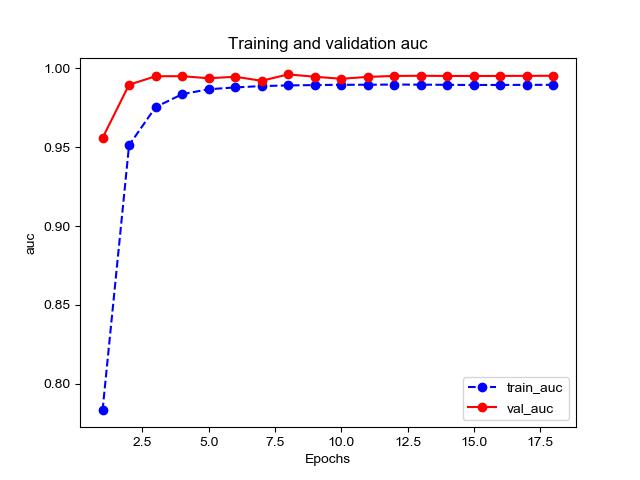 Training and validation auc
1.00
0.95
0.90
0.85
0.80
auc
train_auc
val_auc
2.5 5.0 7.5 10.0 12.5 15.0 17.5
Epochs